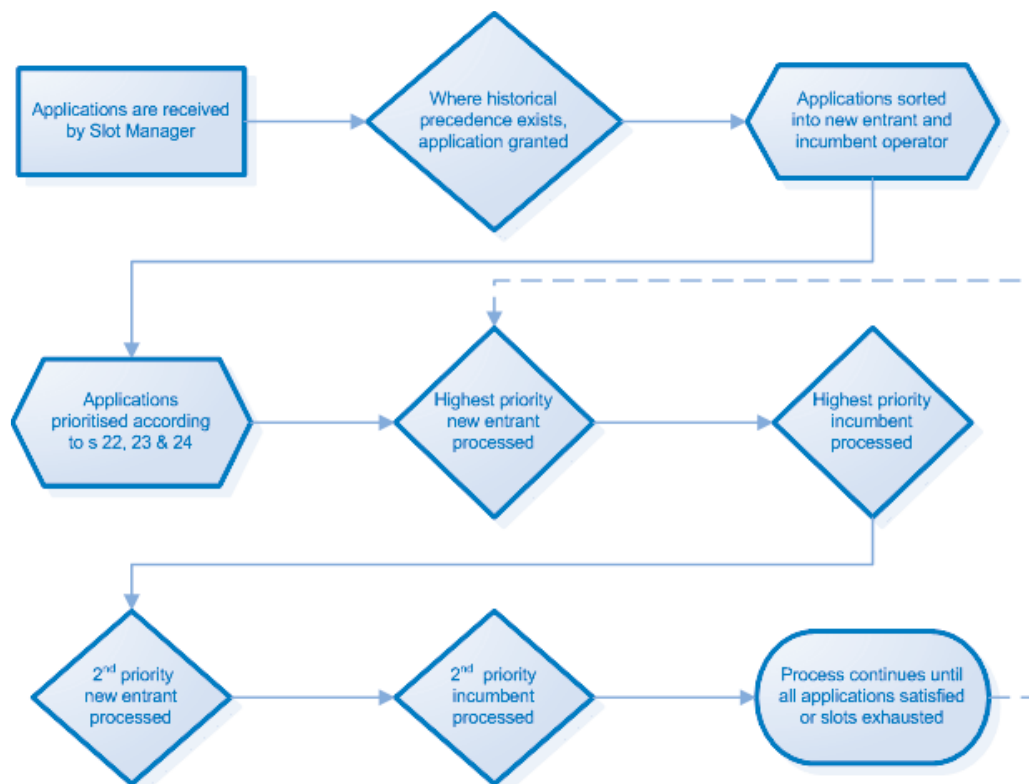 Applications are received
by Slot Manager
Where historical
precedence exists,
application granted
Applications sorted
into new entrant and
incumbent operator
Applications
prioritised according
to s 22, 23 & 24
Highest priority
new entrant
processed
Highest priority
incumbent
processed
2nd priority
new entrant
processed
2nd priority
incumbent
processed
Process continues until
all applications satisfied
or slots exhausted